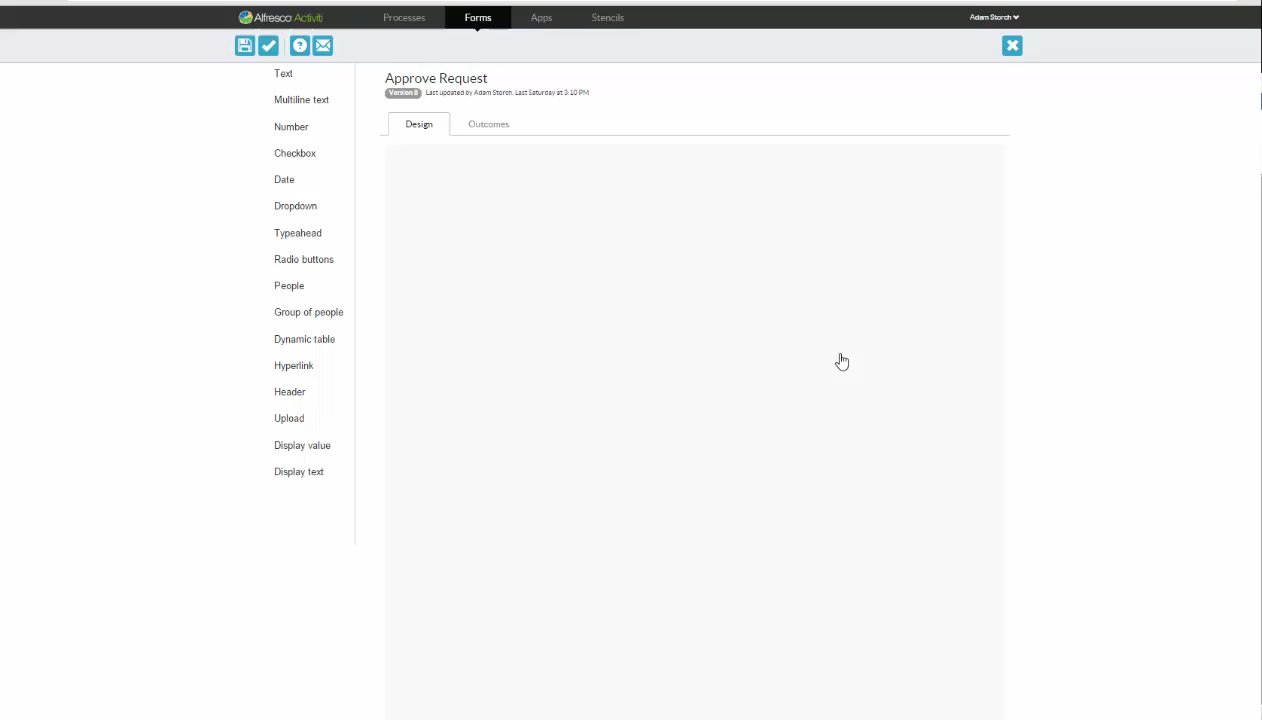 Alfresco Activiti Processes Forms Apps Stencils Adam Storch
Approve Request
Version 8 Last updated by Adam Storch, Last Saturday at 3:10 PM
Design Outcomes
Text
Multiline text
Number
Checkbox
Date
Dropdown
Typeahead
Radio buttons
People
Group of people
Dynamic table
Hyperlink
Header
Upload
Display value
Display text